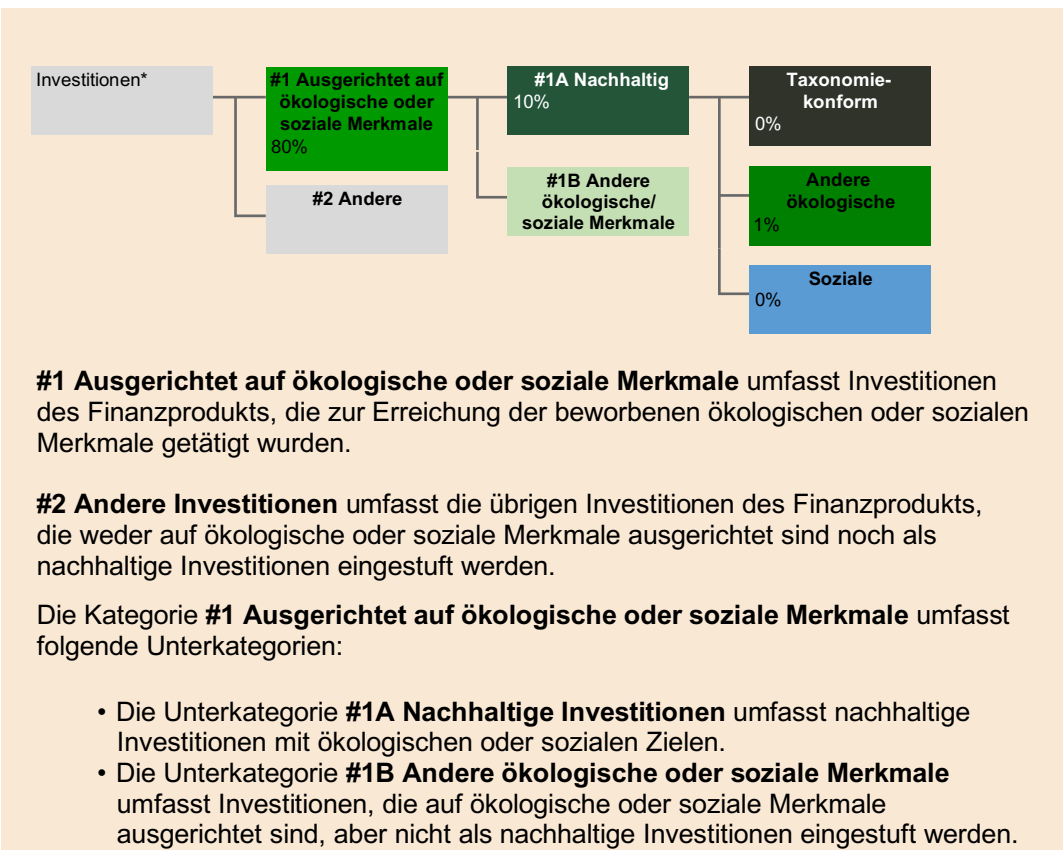 Investitionen*
#1 Ausgerichtet auf
ökologische oder
soziale Merkmale
80%
#2 Andere
#1A Nachhaltig
10%
#1B Andere
ökologische/
soziale Merkmale
Taxonomie-
konform
0%
Andere
ökologische
1%
Soziale
0%
#1 Ausgerichtet auf ökologische oder soziale Merkmale umfasst Investitionen
des Finanzprodukts, die zur Erreichung der beworbenen ökologischen oder sozialen
Merkmale getätigt wurden.
#2 Andere Investitionen umfasst die übrigen Investitionen des Finanzprodukts,
die weder auf ökologische oder soziale Merkmale ausgerichtet sind noch als
nachhaltige Investitionen eingestuft werden.
Die Kategorie #1 Ausgerichtet auf ökologische oder soziale Merkmale umfasst
folgende Unterkategorien:
• Die Unterkategorie #1A Nachhaltige Investitionen umfasst nachhaltige
Investitionen mit ökologischen oder sozialen Zielen.
• Die Unterkategorie #1B Andere ökologische oder soziale Merkmale
umfasst Investitionen, die auf ökologische oder soziale Merkmale
ausgerichtet sind, aber nicht als nachhaltige Investitionen eingestuft werden.